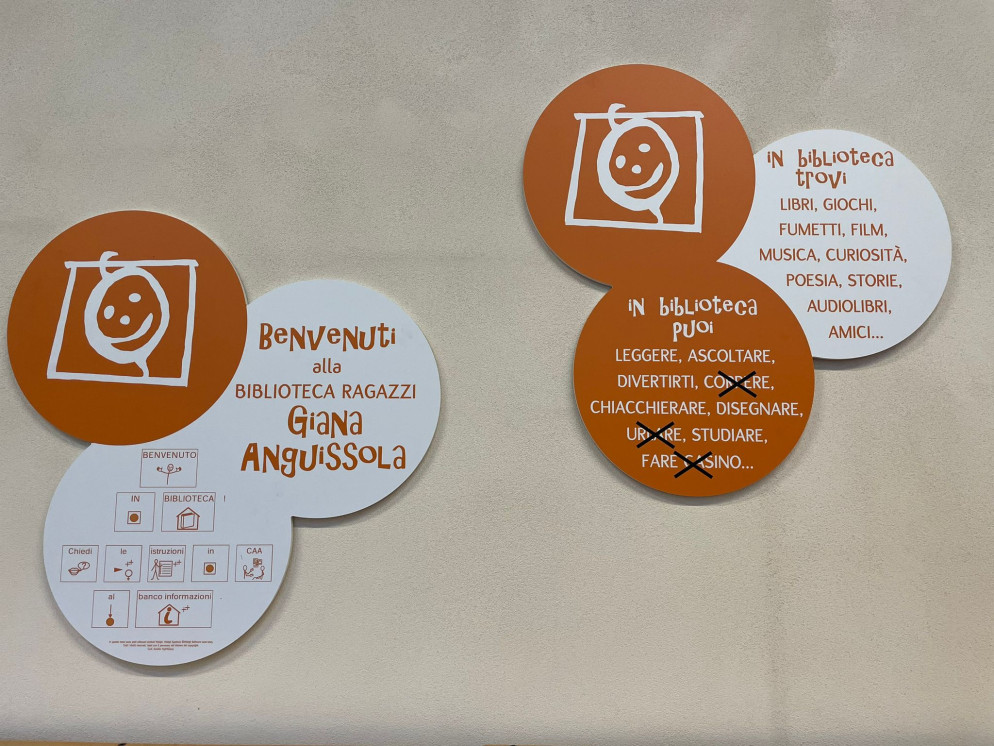 Benvenuti
alla
BIBLIOTECA RAGAZZI
Giana
Anguissola
BENVENUTO
IN BIBLIOTECA !
Chiedi le istruzioni in CAA
al banco informazioni
in biblioteca
trovi
LIBRI, GIOCHI,
FUMETTI, FILM,
MUSICA, CURIOSITÀ,
POESIA, STORIE,
AUDIOLIBRI,
AMICI...
in biblioteca
puoi
LEGGERE, ASCOLTARE,
DIVERTIRTI, CORRERE,
CHIACCHIERARE, DISEGNARE,
URLARE, STUDIARE,
FARE CASINO...